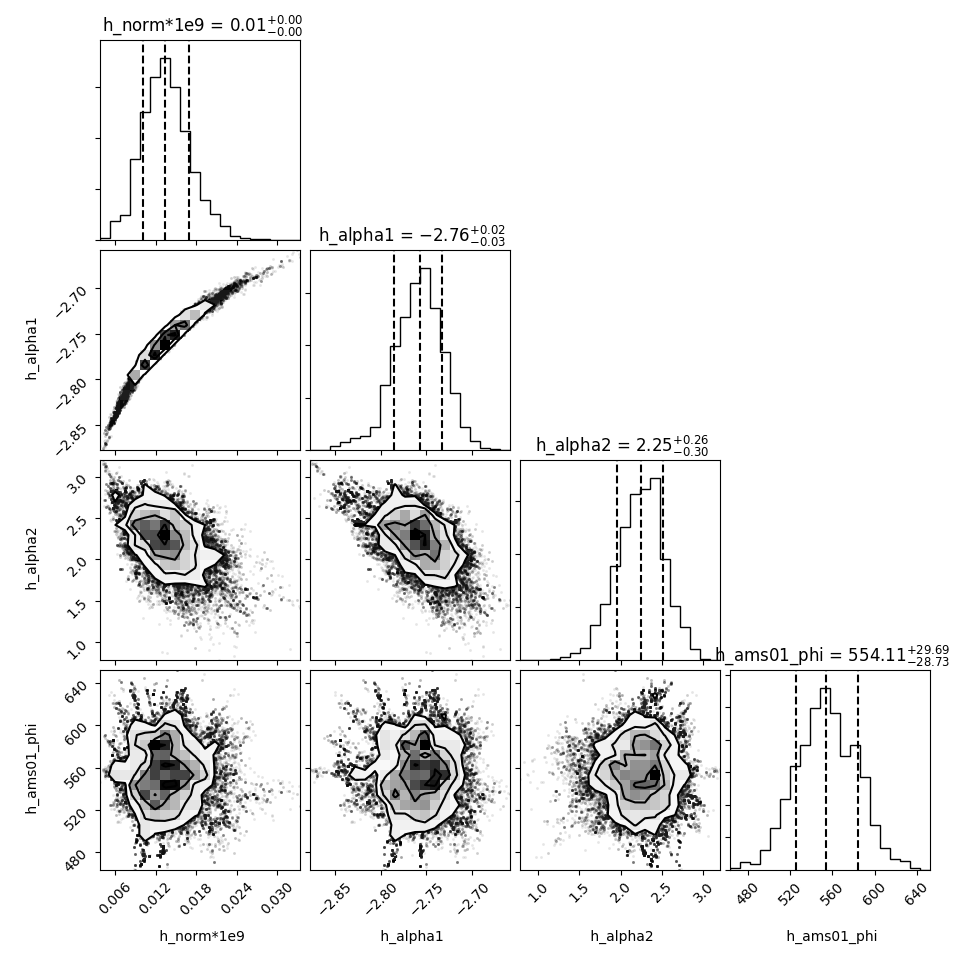 h_norm*1e9 = 0.01+0.00−0.00
h_alpha1 = −2.76+0.02−0.03
−2.70
−2.75
−2.80
−2.85
h_alpha1
h_alpha2 = 2.25+0.26−0.30
3.0
2.5
2.0
1.5
1.0
h_alpha2
h_ams01_phi = 554.11+29.69−28.73
640
600
560
520
480
h_ams01_phi
0.006 0.012 0.018 0.024 0.030
−2.85 −2.80 −2.75 −2.70
1.0 1.5 2.0 2.5 3.0
480 520 560 600 640
h_norm*1e9 h_alpha1 h_alpha2 h_ams01_phi